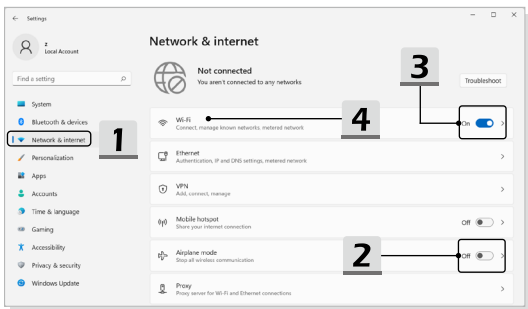 Settings
z
Local Account
Find a setting
System
Bluetooth & devices
Network & internet
Personalization
Apps
Accounts
Time & language
Gaming
Accessibility
Privacy & security
Windows Update
1
Network & internet
Not connected
You aren't connected to any networks
Troubleshoot
3
Wi-Fi
Connect, manage known networks, metered network
4
On
Ethernet
Authentication, IP and DNS settings, metered network
VPN
Add, connect, manage
Mobile hotspot
Share your internet connection
Off
Airplane mode
Stop all wireless communication
2
Off
Proxy
Proxy server for Wi-Fi and Ethernet connections